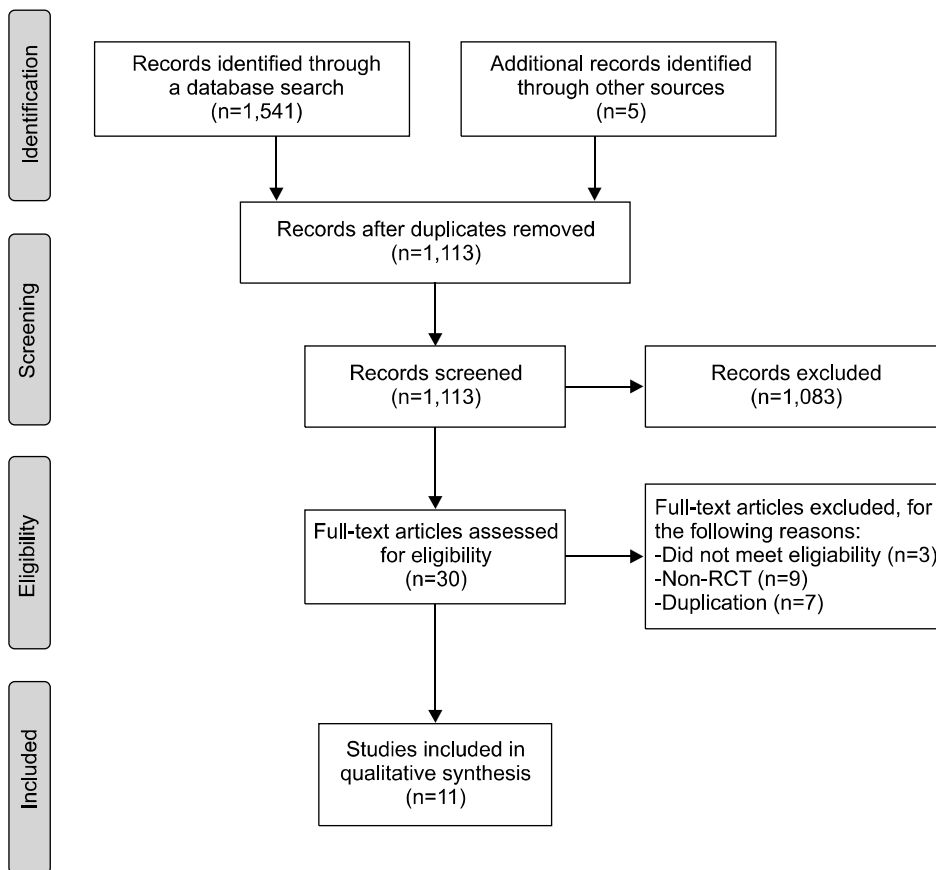 Identification
Records identified through
a database search
(n=1,541)
Additional records identified
through other sources
(n=5)
Records after duplicates removed
(n=1,113)
Screening
Records screened
(n=1,113)
Records excluded
(n=1,083)
Eligibility
Full-text articles assessed
for eligibility
(n=30)
Full-text articles excluded, for
the following reasons:
-Did not meet eligiability (n=3)
-Non-RCT (n=9)
-Duplication (n=7)
Included
Studies included in
qualitative synthesis
(n=11)